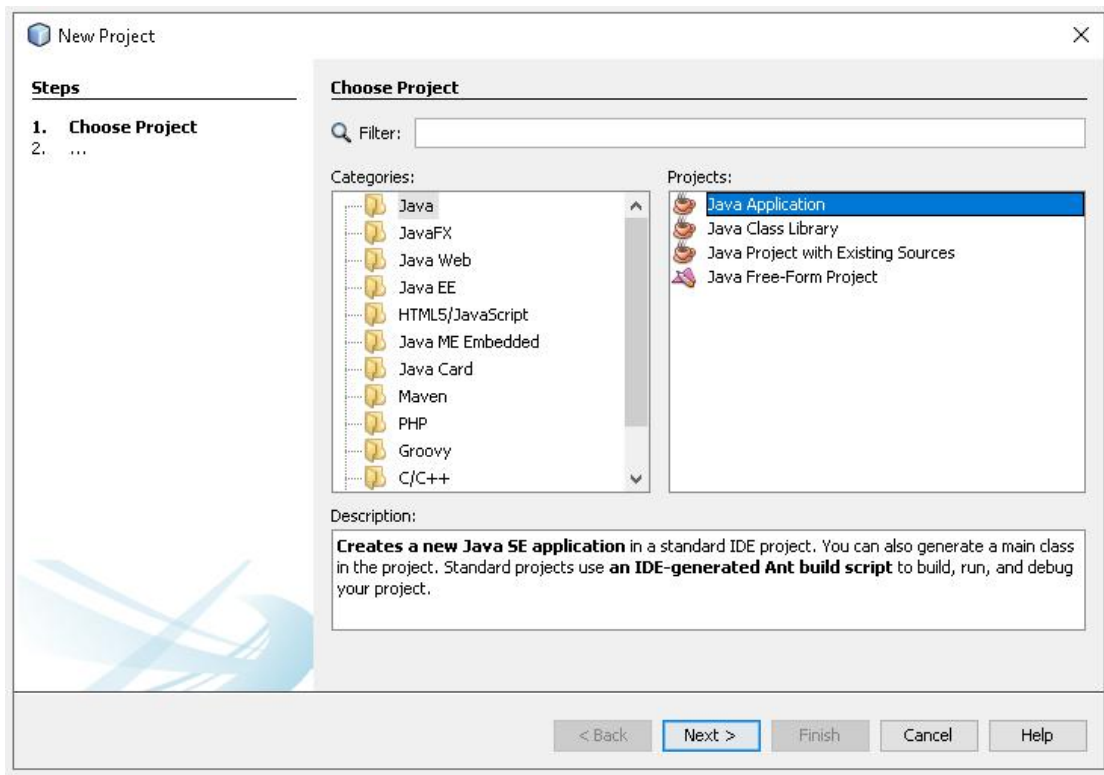 New Project
Steps
1. Choose Project
2. ...
Choose Project
Filter:
Categories:
Java
JavaFX
Java Web
Java EE
HTML5/JavaScript
Java ME Embedded
Java Card
Maven
PHP
Groovy
C/C++
Projects:
Java Application
Java Class Library
Java Project with Existing Sources
Java Free-Form Project
Description:
Creates a new Java SE application in a standard IDE project. You can also generate a main class
in the project. Standard projects use an IDE-generated Ant build script to build, run, and debug
your project.
< Back
Next >
Finish
Cancel
Help